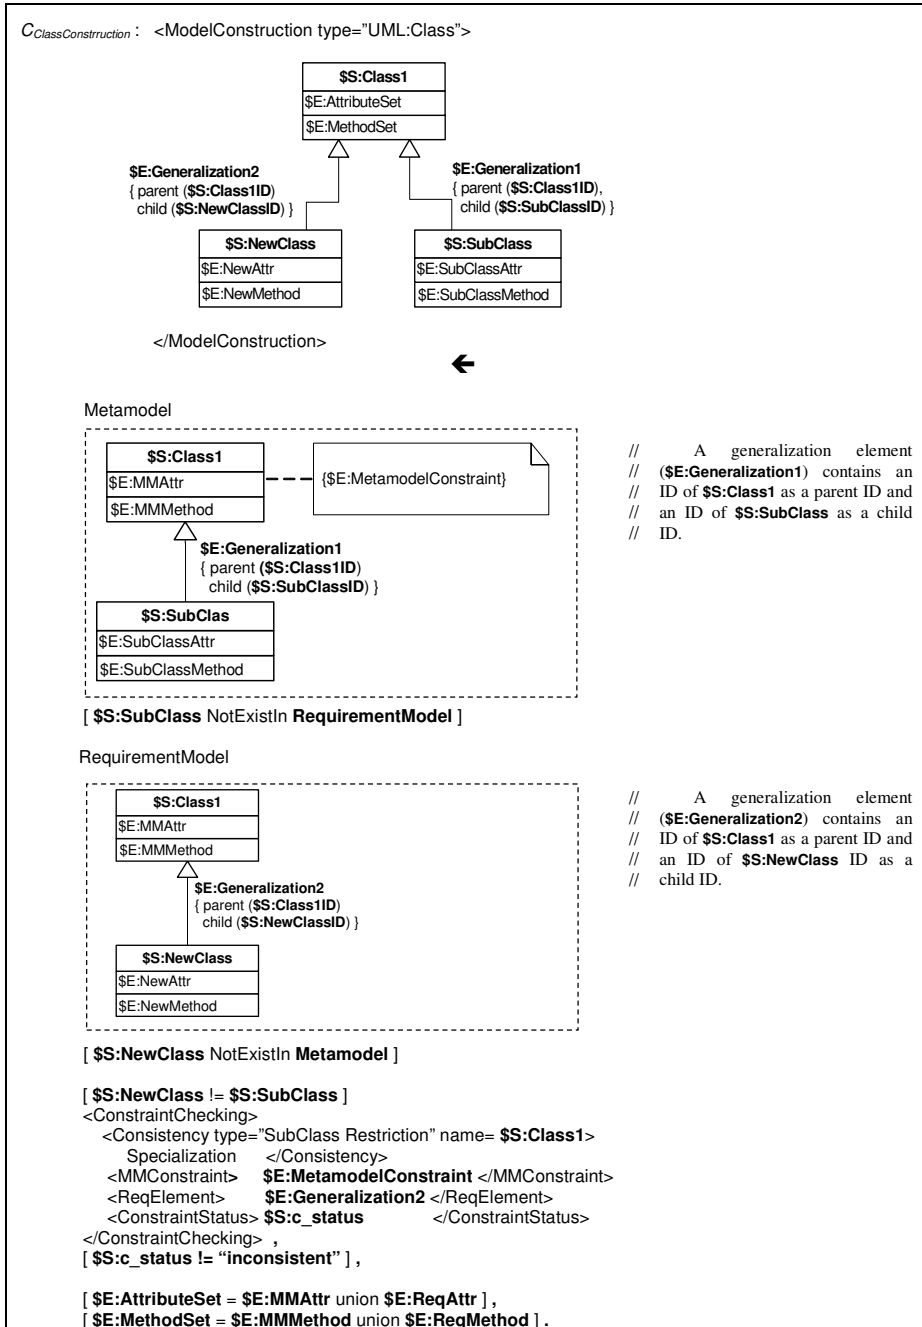 CClassConstrruction : <ModelConstruction type=”UML:Class”>
$S:Class1
$E:AttributeSet
$E:MethodSet
$E:Generalization2
{ parent ($S:Class1ID)
child ($S:NewClassID) }
$E:Generalization1
{ parent ($S:Class1ID),
child ($S:SubClassID) }
$S:NewClass
$E:NewAttr
$E:NewMethod
$S:SubClass
$E:SubClassAttr
$E:SubClassMethod
</ModelConstruction>
🡰
Metamodel
$S:Class1
$E:MMAttr
$E:MMMethod
{$E:MetamodelConstraint}
$E:Generalization1
{ parent ($S:Class1ID)
child ($S:SubClassID) }
$S:SubClas
$E:SubClassAttr
$E:SubClassMethod
// A generalization element
// ($E:Generalization1) contains an
// ID of $S:Class1 as a parent ID and
// an ID of $S:SubClass as a child
// ID.
[ $S:SubClass NotExistIn RequirementModel ]
RequirementModel
$S:Class1
$E:MMAttr
$E:MMMethod
$E:Generalization2
{ parent ($S:Class1ID)
child ($S:NewClassID) }
$S:NewClass
$E:NewAttr
$E:NewMethod
// A generalization element
// ($E:Generalization2) contains an
// ID of $S:Class1 as a parent ID and
// an ID of $S:NewClass ID as a
// child ID.
[ $S:NewClass NotExistIn Metamodel ]
[ $S:NewClass != $S:SubClass ]
<ConstraintChecking>
<Consistency type=”SubClass Restriction” name= $S:Class1>
Specialization </Consistency>
<MMConstraint> $E:MetamodelConstraint </MMConstraint>
<ReqElement> $E:Generalization2 </ReqElement>
<ConstraintStatus> $S:c_status </ConstraintStatus>
</ConstraintChecking> ,
[ $S:c_status != “inconsistent” ] ,
[ $E:AttributeSet = $E:MMAttr union $E:ReqAttr ] ,
[ $E:MethodSet = $E:MMMethod union $E:ReqMethod ] .